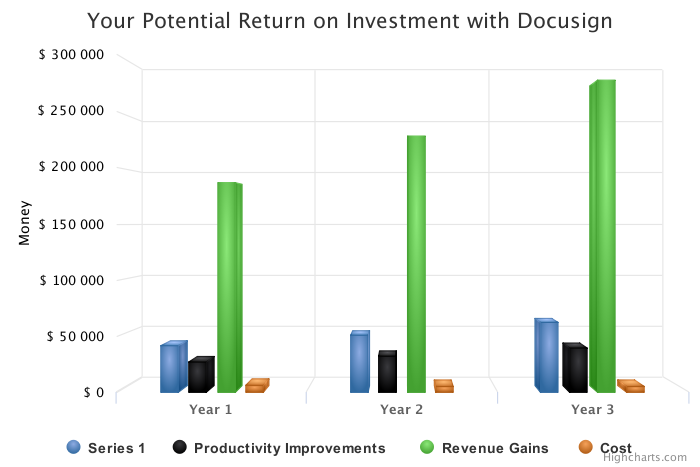 Your Potential Return on Investment with Docusign
$ 300 000
$ 250 000
$ 200 000
$ 150 000
$ 100 000
$ 50 000
$ 0
Money
Year 1 Year 2 Year 3
Series 1 Productivity Improvements Revenue Gains Cost
Highcharts.com